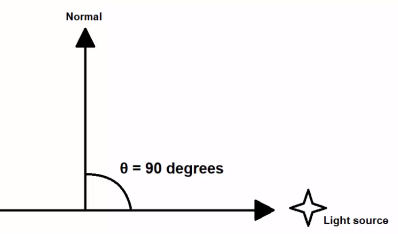 Normal
θ = 90 degrees
Light source